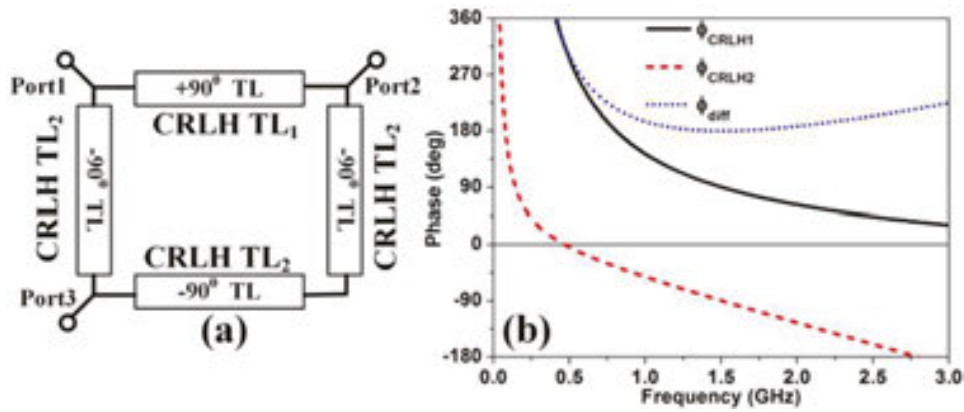 Port1
Port2
+90° TL
CRLH TL1
CRLH TL2
-90° TL
-90° TL
CRLH TL2
CRLH TL2
-90° TL
Port3
(a)
360
270
180
90
0
-90
-180
Phase (deg)
ϕCRLH1
ϕCRLH2
ϕdiff
(b)
0.0 0.5 1.0 1.5 2.0 2.5 3.0
Frequency (GHz)